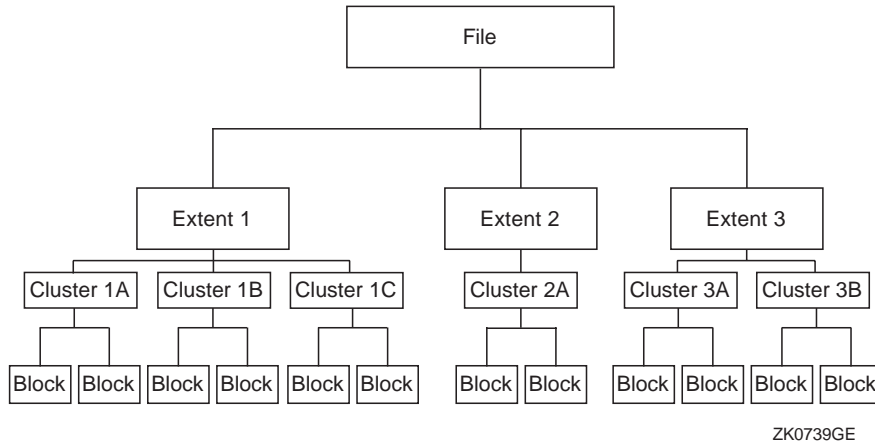 File
Extent 1 Extent 2 Extent 3
Cluster 1A Cluster 1B Cluster 1C Cluster 2A Cluster 3A Cluster 3B
Block Block Block Block Block Block Block Block Block Block Block Block
ZK0739GE